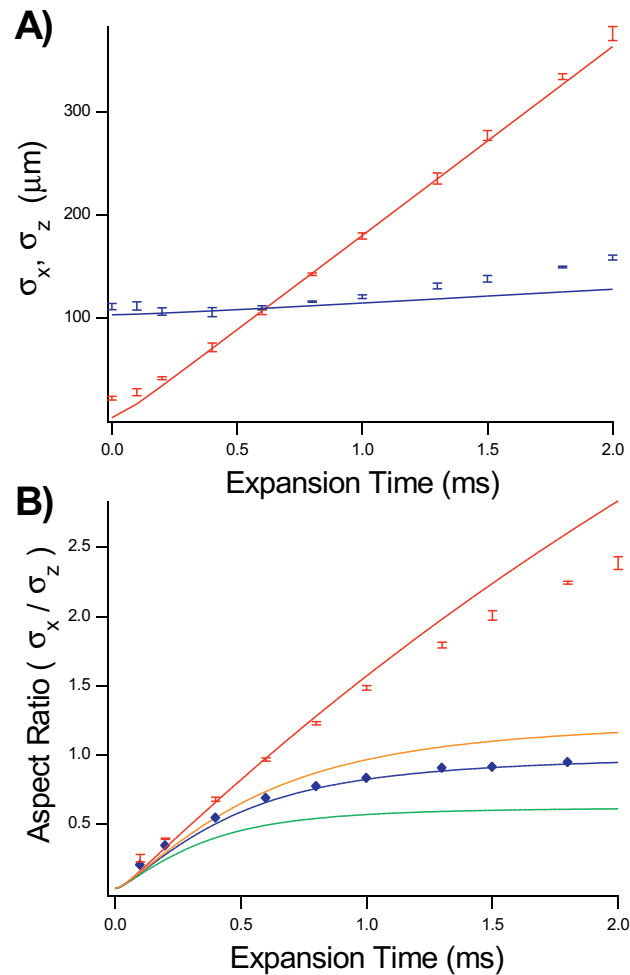 A)
300
200
100
σx, σz (μm)
0.0 0.5 1.0 1.5 2.0
Expansion Time (ms)
B)
2.5
2.0
1.5
1.0
0.5
Aspect Ratio ( σx / σz )
0.0 0.5 1.0 1.5 2.0
Expansion Time (ms)